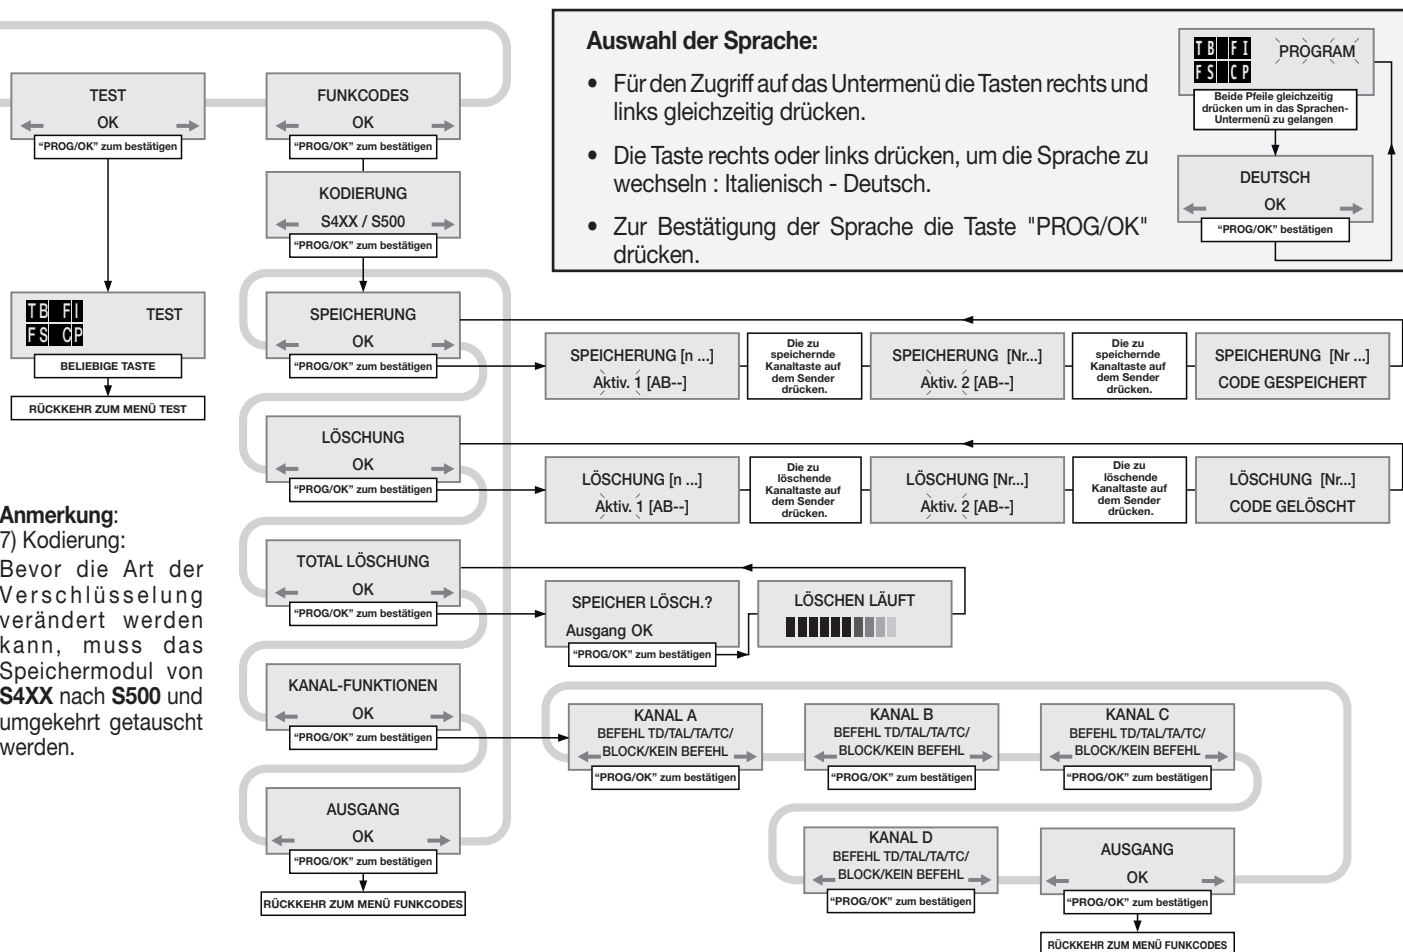 Auswahl der Sprache:
• Für den Zugriff auf das Untermenü die Tasten rechts und
links gleichzeitig drücken.
• Die Taste rechts oder links drücken, um die Sprache zu
wechseln : Italienisch - Deutsch.
• Zur Bestätigung der Sprache die Taste "PROG/OK"
drücken.
TB FI
FS CP
PROGRAM
Beide Pfeile gleichzeitig
drücken um in das Sprachen-
Untermenü zu gelangen
DEUTSCH
OK
“PROG/OK” bestätigen
TEST
OK
“PROG/OK” zum bestätigen
TB FI
FS CP
TEST
BELIEBIGE TASTE
RÜCKKEHR ZUM MENÜ TEST
FUNKCODES
OK
“PROG/OK” zum bestätigen
KODIERUNG
S4XX / S500
“PROG/OK” zum bestätigen
SPEICHERUNG
OK
“PROG/OK” zum bestätigen
SPEICHERUNG [n ...]
Aktiv. 1 [AB--]
Die zu
speichernde
Kanaltaste auf
dem Sender
drücken.
SPEICHERUNG [Nr...]
Aktiv. 2 [AB--]
Die zu
speichernde
Kanaltaste auf
dem Sender
drücken.
SPEICHERUNG [Nr ...]
CODE GESPEICHERT
LÖSCHUNG
OK
“PROG/OK” zum bestätigen
LÖSCHUNG [n ...]
Aktiv. 1 [AB--]
Die zu
löschende
Kanaltaste auf
dem Sender
drücken.
LÖSCHUNG [Nr...]
Aktiv. 2 [AB--]
Die zu
löschende
Kanaltaste auf
dem Sender
drücken.
LÖSCHUNG [Nr...]
CODE GELÖSCHT
Anmerkung:
7) Kodierung:
Bevor die Art der
Verschlüsselung
verändert werden
kann, muss das
Speichermodul von
S4XX nach S500 und
umgekehrt getauscht
werden.
TOTAL LÖSCHUNG
OK
“PROG/OK” zum bestätigen
SPEICHER LÖSCH.?
Ausgang OK
“PROG/OK” zum bestätigen
LÖSCHEN LÄUFT
KANAL-FUNKTIONEN
OK
“PROG/OK” zum bestätigen
KANAL A
BEFEHL TD/TAL/TA/TC/
BLOCK/KEIN BEFEHL
“PROG/OK” zum bestätigen
KANAL B
BEFEHL TD/TAL/TA/TC/
BLOCK/KEIN BEFEHL
“PROG/OK” zum bestätigen
KANAL C
BEFEHL TD/TAL/TA/TC/
BLOCK/KEIN BEFEHL
“PROG/OK” zum bestätigen
AUSGANG
OK
“PROG/OK” zum bestätigen
RÜCKKEHR ZUM MENÜ FUNKCODES
KANAL D
BEFEHL TD/TAL/TA/TC/
BLOCK/KEIN BEFEHL
“PROG/OK” zum bestätigen
AUSGANG
OK
“PROG/OK” zum bestätigen
RÜCKKEHR ZUM MENÜ FUNKCODES